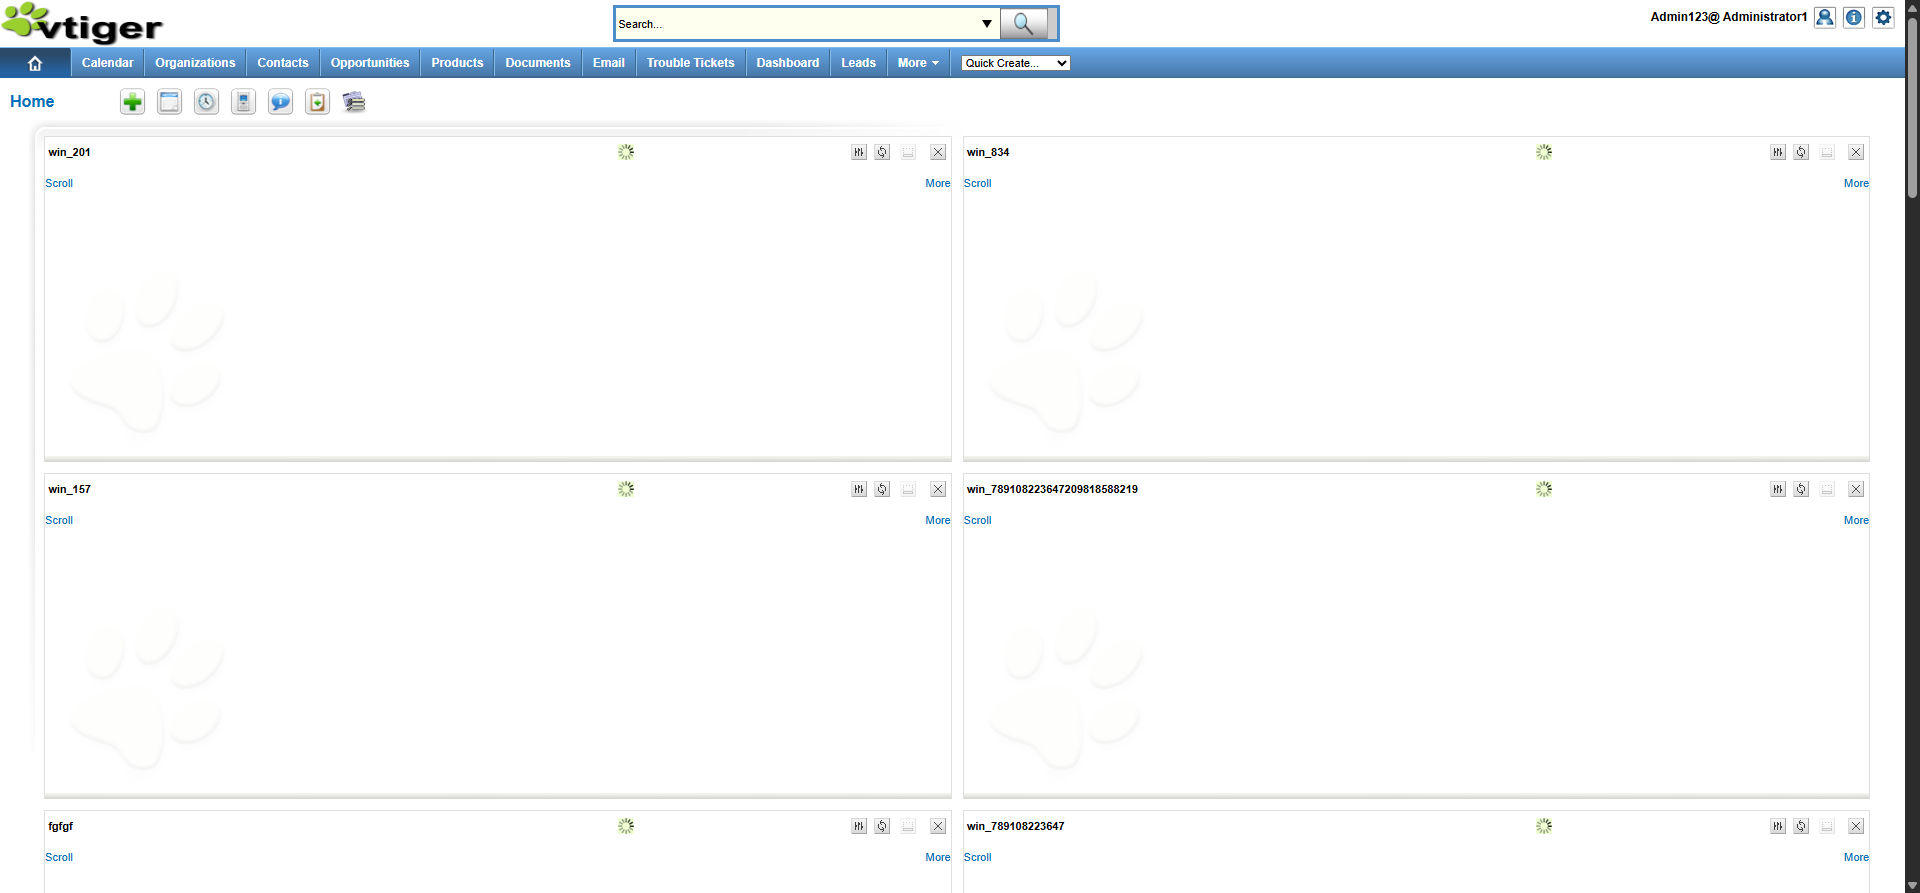 vtiger
Search...
Admin123@ Administrator1
Calendar Organizations Contacts Opportunities Products Documents Email Trouble Tickets Dashboard Leads More Quick Create...
Home
win_201
Scroll More
win_834
Scroll More
win_157
Scroll More
win_789108223647209818588219
Scroll More
fgfgf
Scroll More
win_789108223647
Scroll More